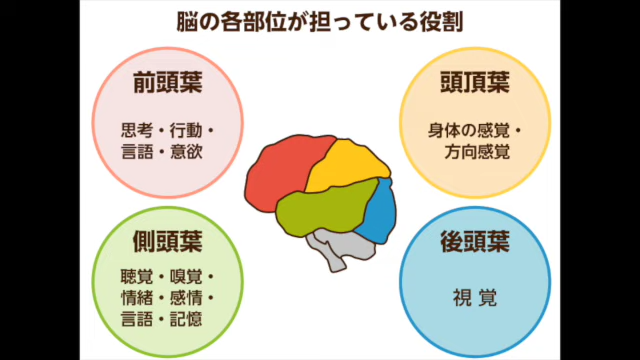 脳の各部位が担っている役割
前頭葉
思考・行動・
言語・意欲
頭頂葉
身体の感覚・
方向感覚
側頭葉
聴覚・嗅覚・
情緒・感情・
言語・記憶
後頭葉
視覚